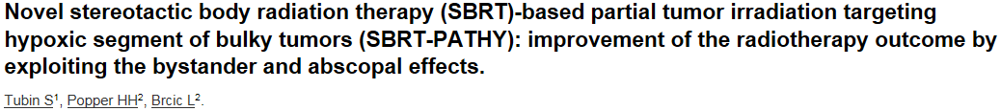 Novel stereotactic body radiation therapy (SBRT)-based partial tumor irradiation targeting
hypoxic segment of bulky tumors (SBRT-PATHY): improvement of the radiotherapy outcome by
exploiting the bystander and abscopal effects.
Tubin S¹, Popper HH², Brcic L².